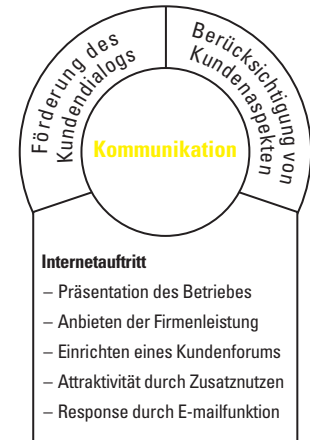 Förderung des
Kundendialogs
Berücksichtigung von
Kundenaspekten
Kommunikation
Internetauftritt
– Präsentation des Betriebes
– Anbieten der Firmenleistung
– Einrichten eines Kundenforums
– Attraktivität durch Zusatznutzen
– Response durch E-mailfunktion